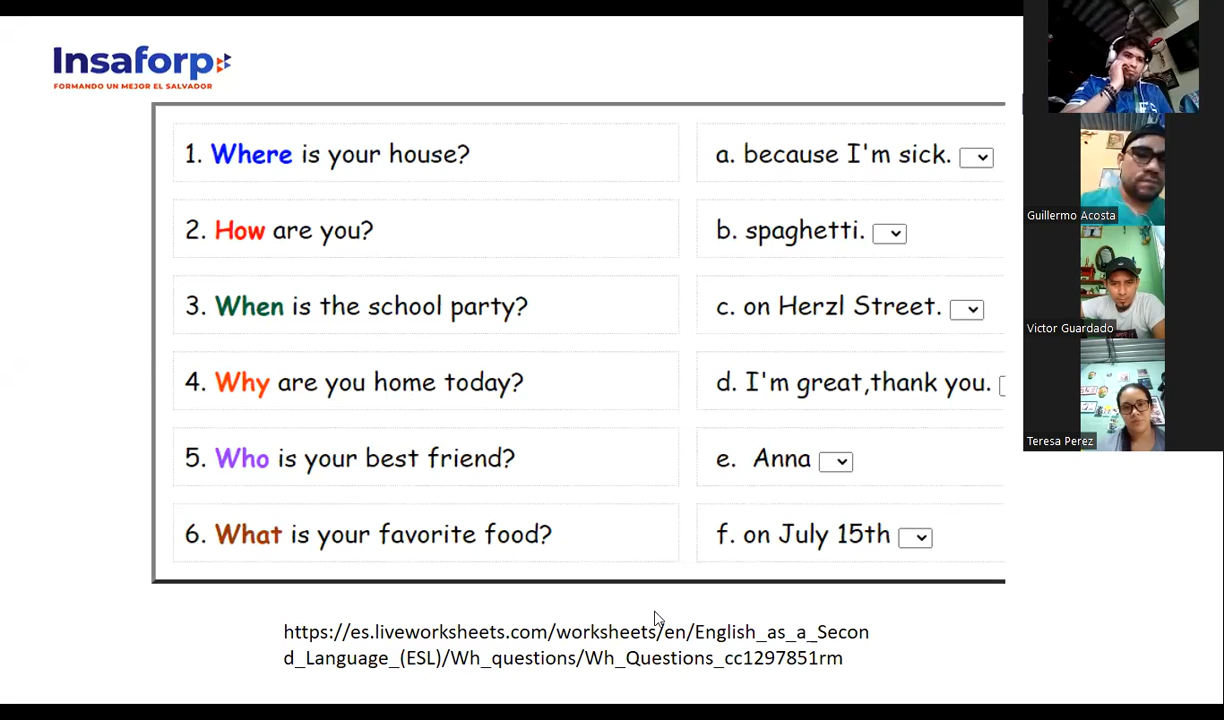 Insaforp
FORMANDO UN MEJOR EL SALVADOR
1. Where is your house?
a. because I'm sick.
2. How are you?
b. spaghetti.
3. When is the school party?
c. on Herzl Street.
4. Why are you home today?
d. I'm great,thank you.
5. Who is your best friend?
e. Anna
6. What is your favorite food?
f. on July 15th
https://es.liveworksheets.com/worksheets/en/English_as_a_Secon
d_Language_(ESL)/Wh_questions/Wh_Questions_cc1297851rm
Guillermo Acosta
Victor Guardado
Teresa Perez